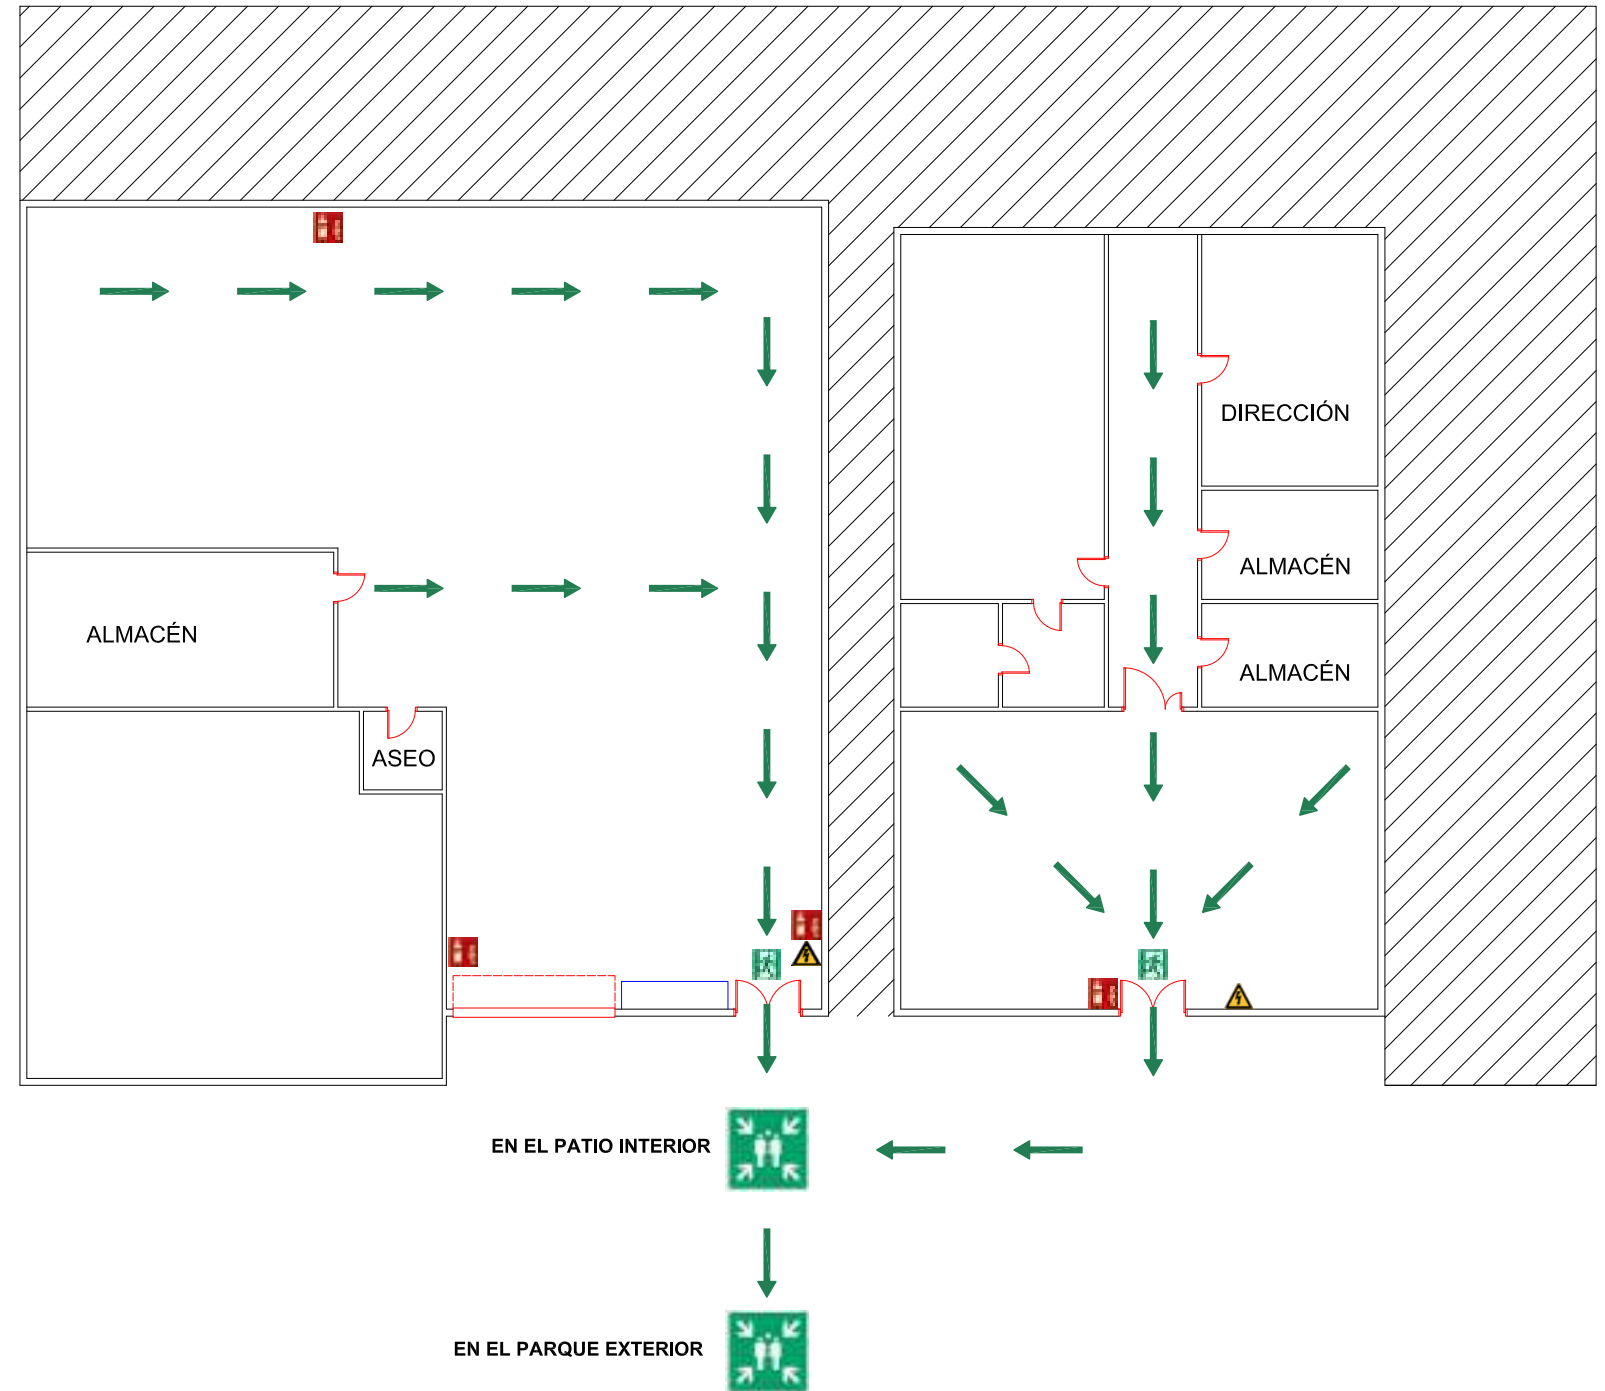 DIRECCIÓN
ALMACÉN
ALMACÉN
ALMACÉN
ASEO
EN EL PATIO INTERIOR
EN EL PARQUE EXTERIOR